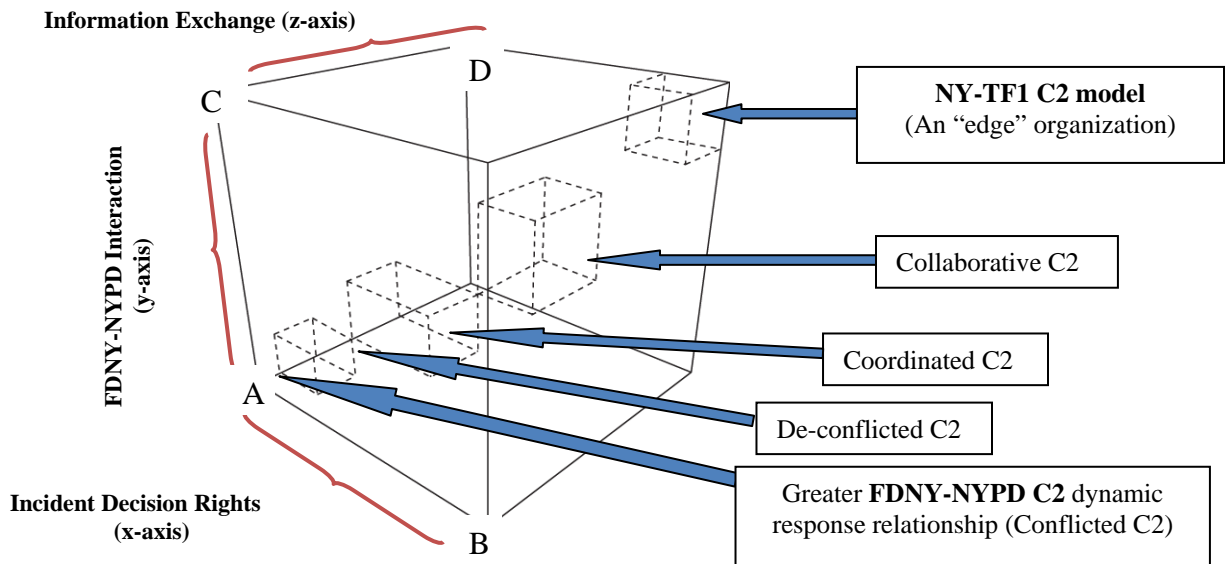 Information Exchange (z-axis)
D
C
NY-TF1 C2 model
(An “edge” organization)
FDNY-NYPD Interaction
(y-axis)
Collaborative C2
Coordinated C2
A
De-conflicted C2
Incident Decision Rights
(x-axis)
B
Greater FDNY-NYPD C2 dynamic
response relationship (Conflicted C2)